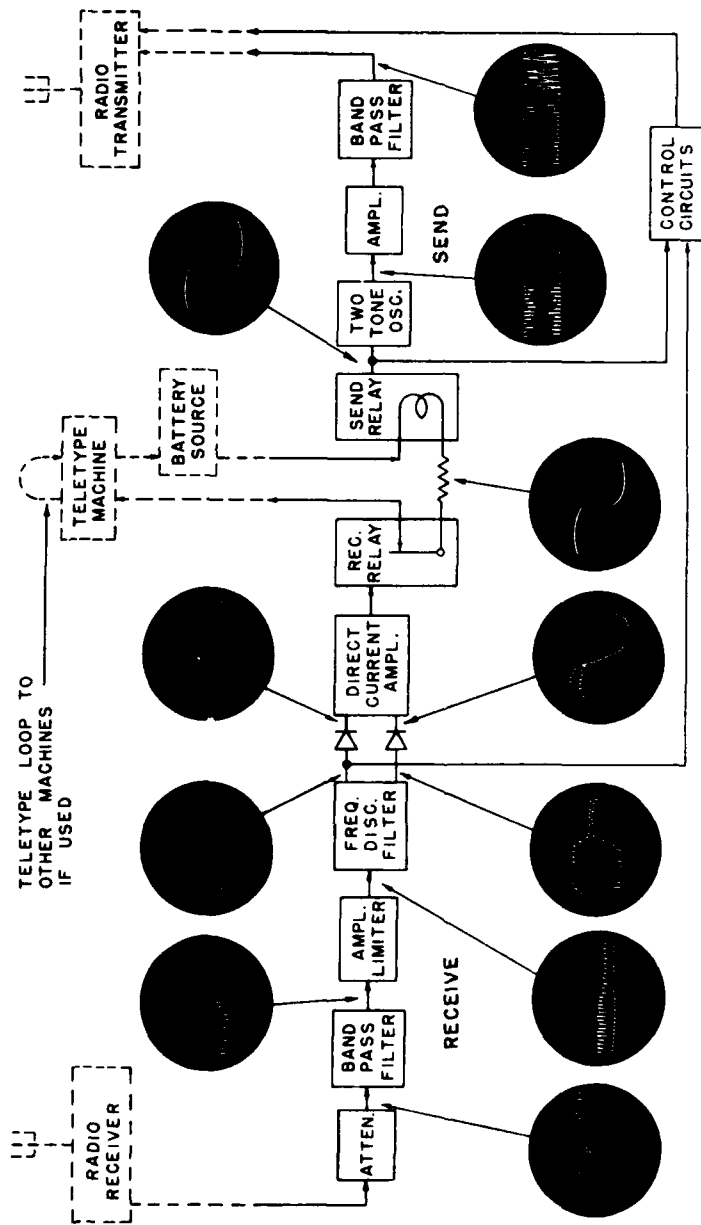 RADIO
RECEIVER
ATTEN.
BAND
PASS
FILTER
AMPL.
LIMITER
FREQ.
DISC.
FILTER
DIRECT
CURRENT
AMPL.
REC.
RELAY
RECEIVE
TELETYPE LOOP TO
OTHER MACHINES
IF USED
TELETYPE
MACHINE
BATTERY
SOURCE
SEND
RELAY
TWO
TONE
OSC.
AMPL.
BAND
PASS
FILTER
SEND
RADIO
TRANSMITTER
CONTROL
CIRCUITS